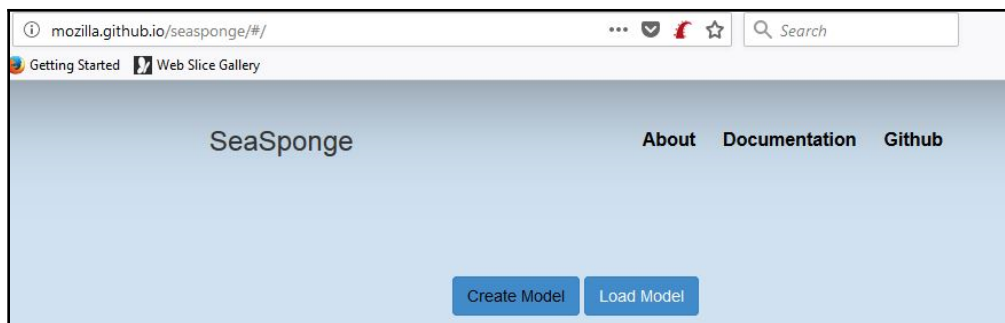 mozilla.github.io/seasponge/#/ ... Search
Getting Started Web Slice Gallery
SeaSponge About Documentation Github
Create Model Load Model